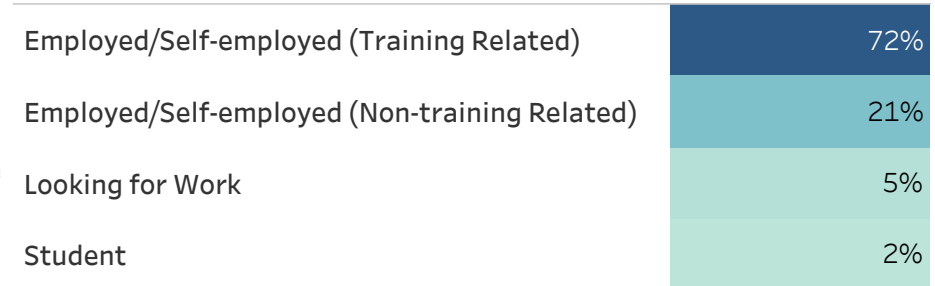 Employed/Self-employed (Training Related) 72%
Employed/Self-employed (Non-training Related) 21%
Looking for Work 5%
Student 2%